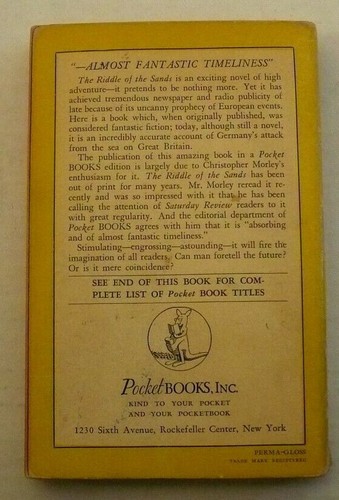 "—ALMOST FANTASTIC TIMELINESS"
The Riddle of the Sands is an exciting novel of high
adventure—it pretends to be nothing more. Yet it has
achieved tremendous newspaper and radio publicity of
late because of its uncanny prophecy of European events.
Here is a book which, when originally published, was
considered fantastic fiction; today, although still a novel,
it is an incredibly accurate account of Germany's attack
from the sea on Great Britain.
The publication of this amazing book in a Pocket
BOOKS edition is largely due to Christopher Morley's
enthusiasm for it. The Riddle of the Sands has been
out of print for many years. Mr. Morley reread it re-
cently and was so impressed with it that he has been
calling the attention of Saturday Review readers to it
with great regularity. And the editorial department of
Pocket BOOKS agrees with him that it is "absorbing
and of almost fantastic timeliness."
Stimulating—engrossing—astounding—it will fire the
imagination of all readers. Can man foretell the future?
Or is it mere coincidence?
SEE END OF THIS BOOK FOR COM-
PLETE LIST OF Pocket BOOK TITLES
Pocket BOOKS, INC.
KIND TO YOUR POCKET
AND YOUR POCKETBOOK
1230 Sixth Avenue, Rockefeller Center, New York
PERMA-GLOSS
TRADE MARK REGISTERED